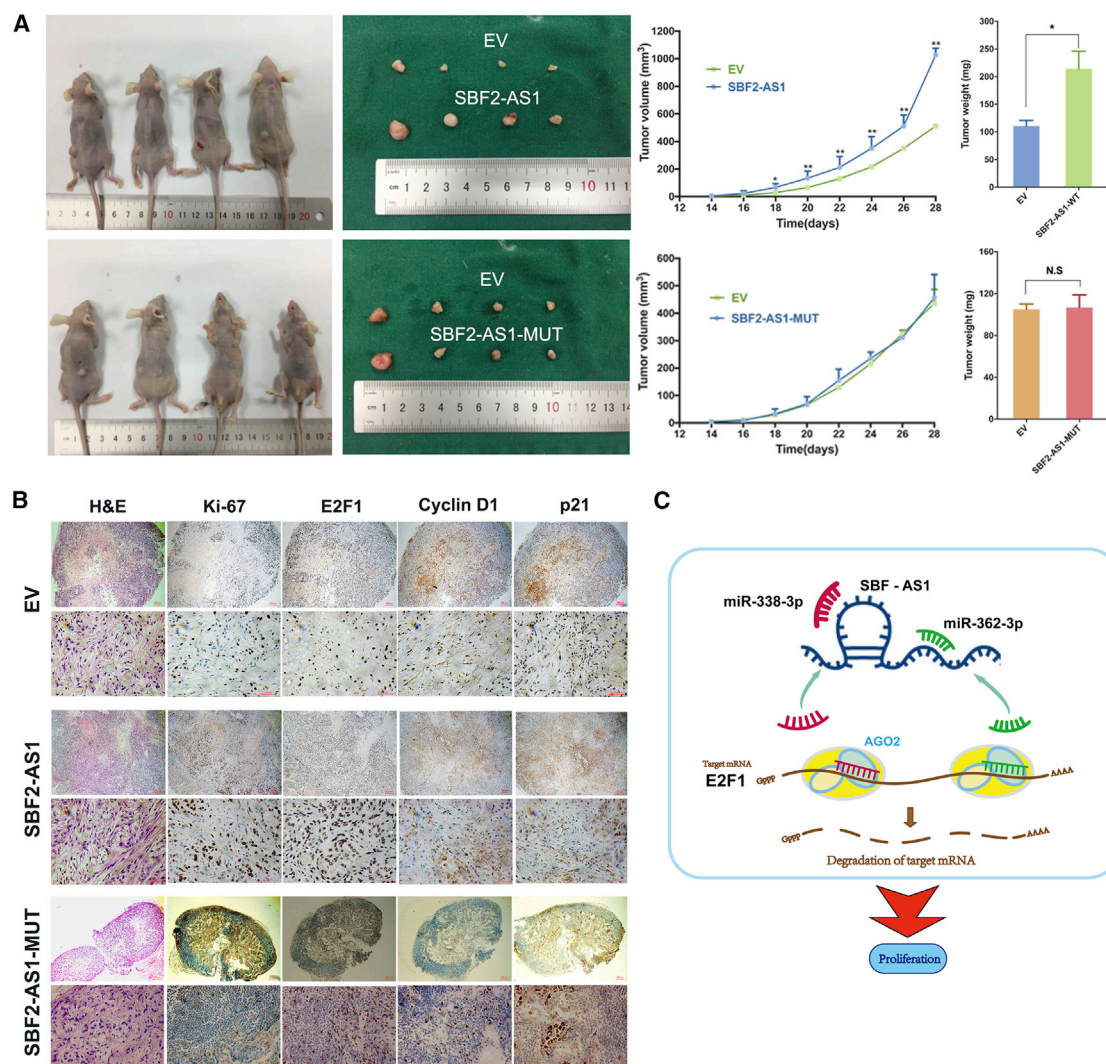 A
EV
SBF2-AS1
cm 1 2 3 4 5 6 7 8 9 10 11 12
Tumor volume (mm³)
1200
1000
800
600
400
200
0
12 14 16 18 20 22 24 26 28
Time(days)
EV
SBF2-AS1
* ** ** ** ** **
Tumor weight (mg)
300
250
200
150
100
50
0
*
EV
SBF2-AS1-WT
EV
SBF2-AS1-MUT
cm 1 2 3 4 5 6 7 8 9 10 11 12 13 14
Tumor volume (mm³)
600
500
400
300
200
100
0
12 14 16 18 20 22 24 26 28
Time(days)
EV
SBF2-AS1-MUT
Tumor weight (mg)
160
120
80
40
0
N.S
EV
SBF2-AS1-MUT
B
H&E Ki-67 E2F1 Cyclin D1 p21
EV
SBF2-AS1
SBF2-AS1-MUT
C
SBF - AS1
miR-338-3p
miR-362-3p
AGO2
Target mRNA
E2F1
Gppp
AAAA
Gppp
AAAA
Degradation of target mRNA
Proliferation